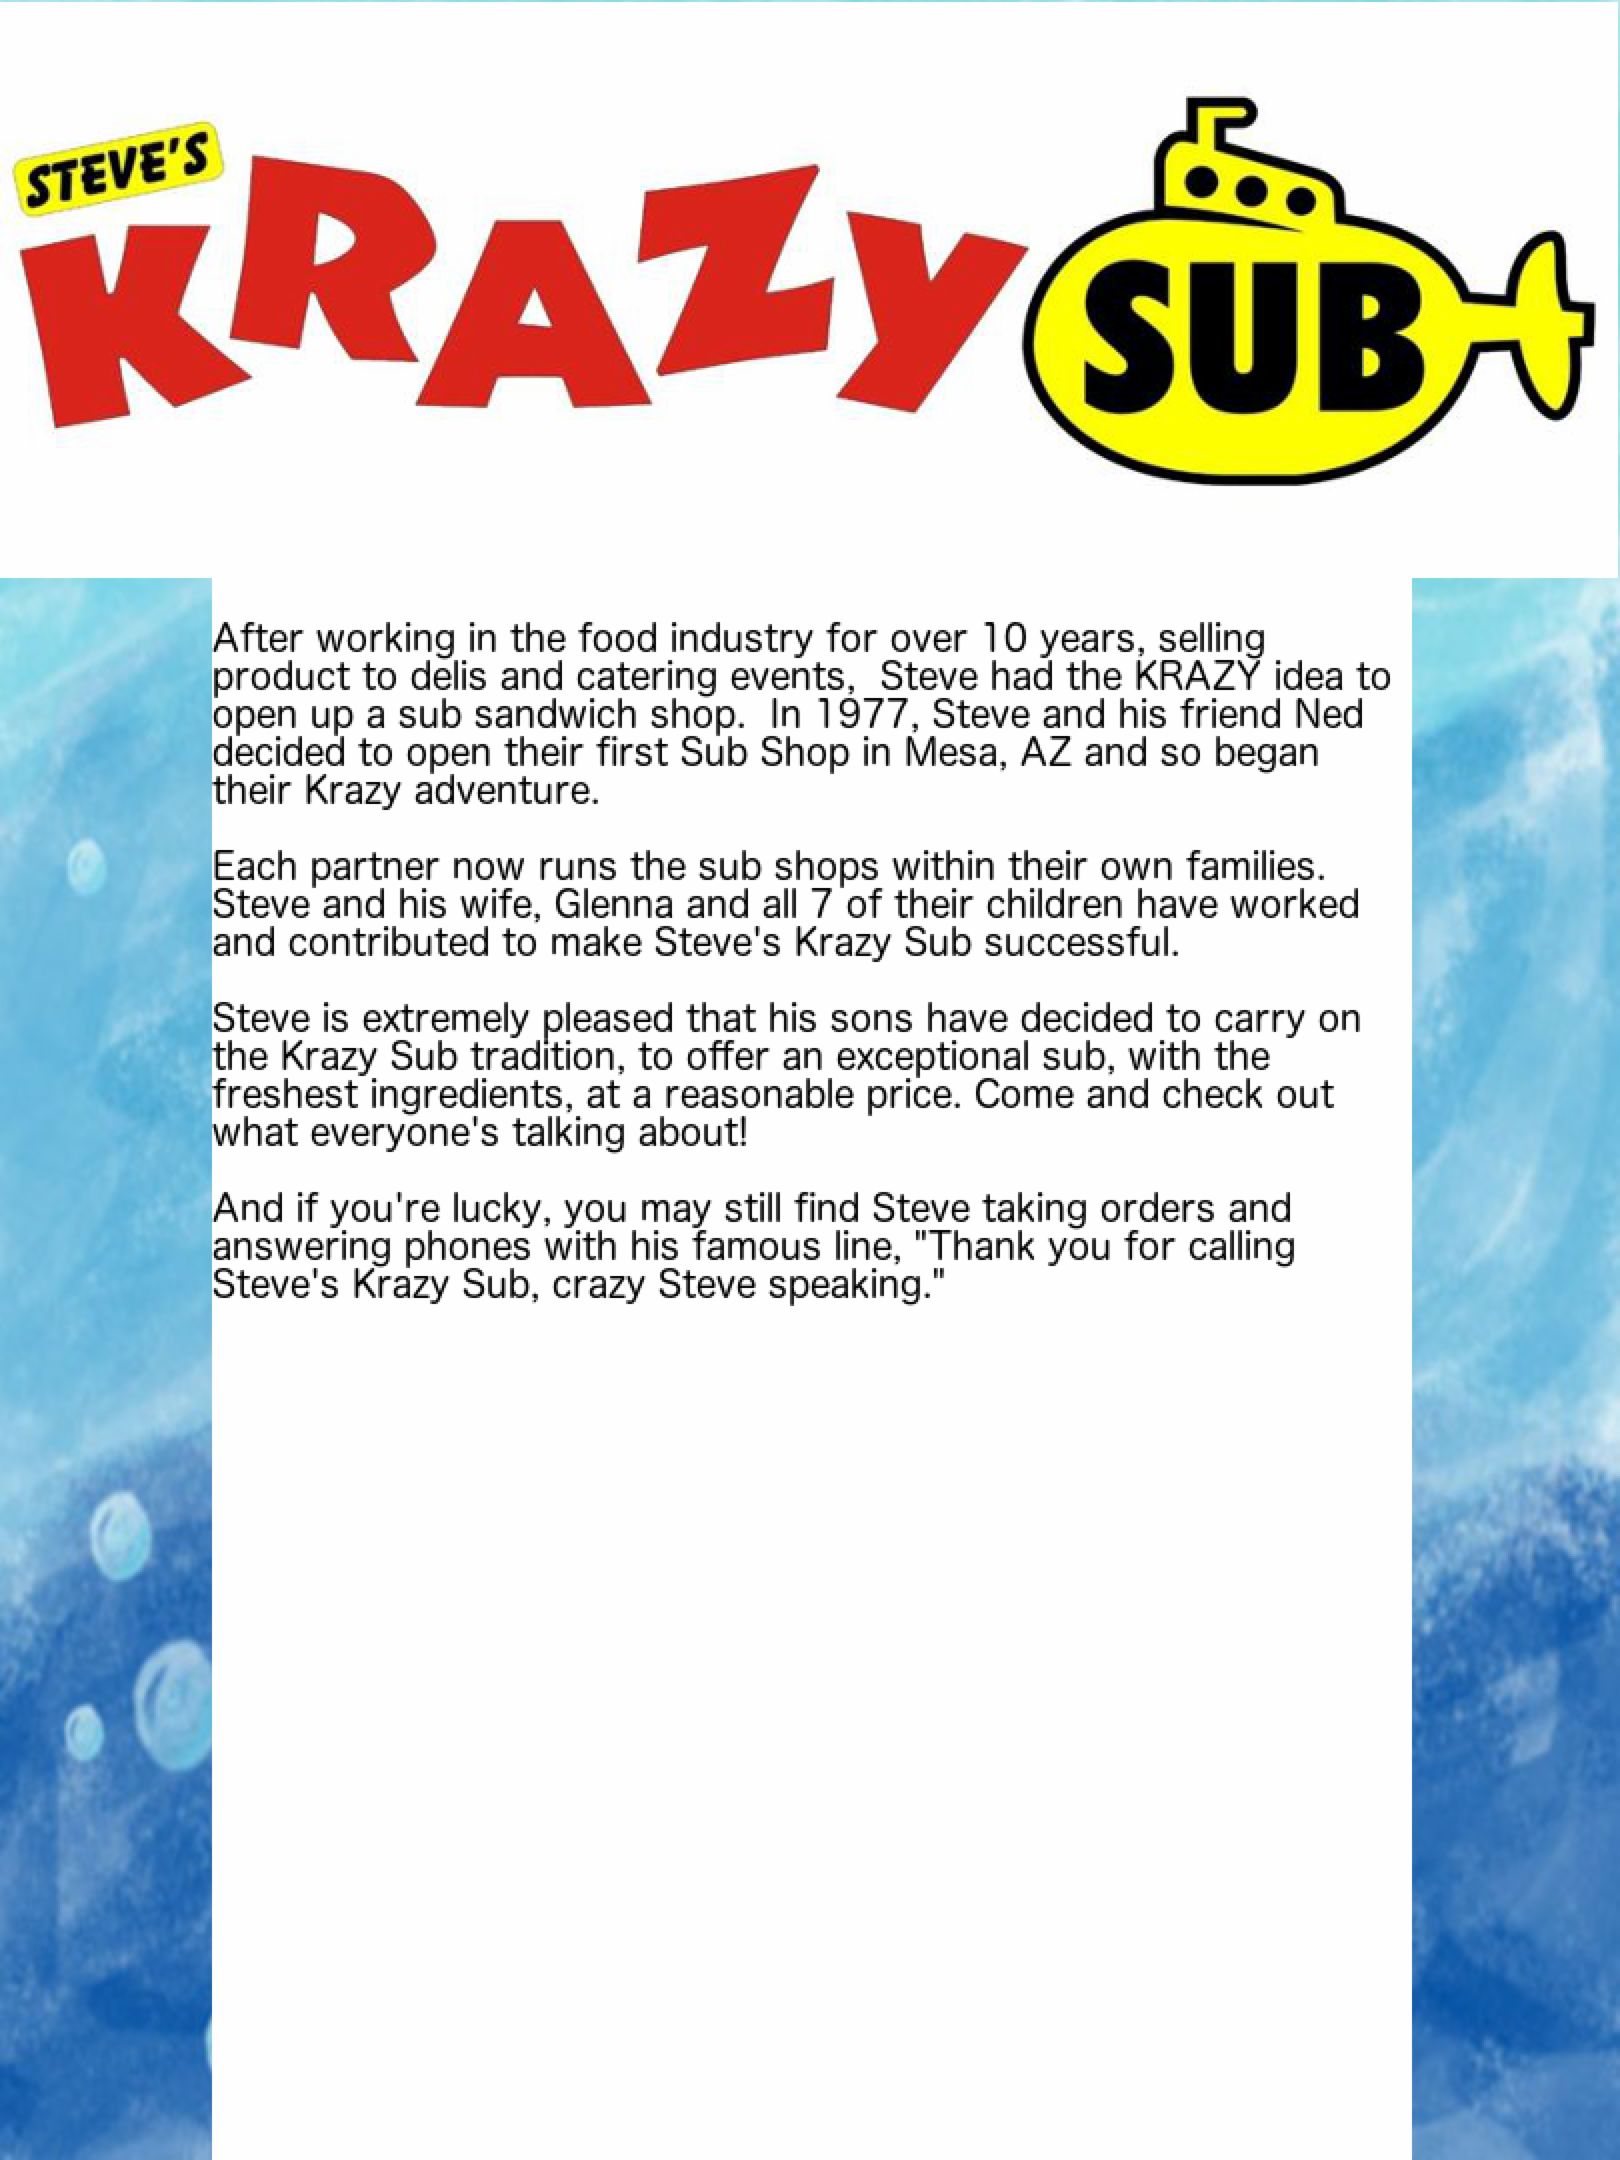 STEVE'S
KRAZY SUB
After working in the food industry for over 10 years, selling
product to delis and catering events,  Steve had the KRAZY idea to
open up a sub sandwich shop.  In 1977, Steve and his friend Ned
decided to open their first Sub Shop in Mesa, AZ and so began
their Krazy adventure.
Each partner now runs the sub shops within their own families.
Steve and his wife, Glenna and all 7 of their children have worked
and contributed to make Steve's Krazy Sub successful.
Steve is extremely pleased that his sons have decided to carry on
the Krazy Sub tradition, to offer an exceptional sub, with the
freshest ingredients, at a reasonable price. Come and check out
what everyone's talking about!
And if you're lucky, you may still find Steve taking orders and
answering phones with his famous line, "Thank you for calling
Steve's Krazy Sub, crazy Steve speaking."